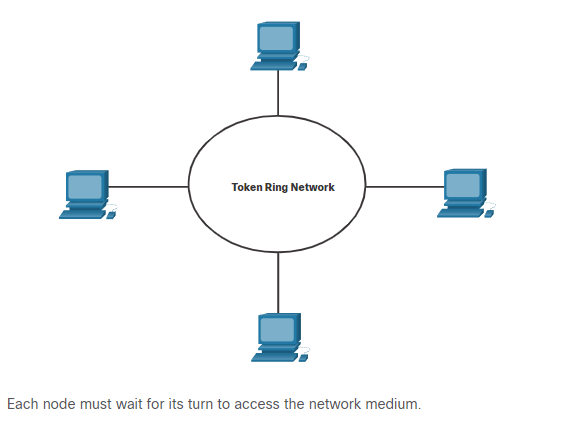 Token Ring Network
Each node must wait for its turn to access the network medium.